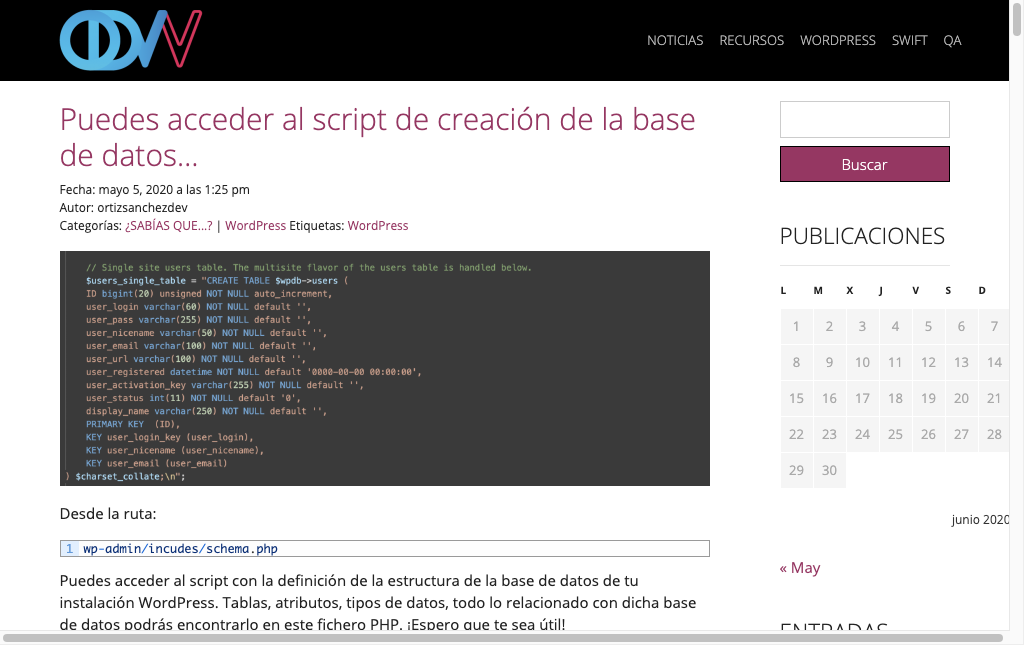 NOTICIAS RECURSOS WORDPRESS SWIFT QA
Puedes acceder al script de creación de la base
de datos...
Fecha: mayo 5, 2020 a las 1:25 pm
Autor: ortizsanchezdev
Categorías: ¿SABÍAS QUE...? | WordPress Etiquetas: WordPress
// Single site users table. The multisite flavor of the users table is handled below.
$users_single_table = "CREATE TABLE $wpdb->users (
ID bigint(20) unsigned NOT NULL auto_increment,
user_login varchar(60) NOT NULL default '',
user_pass varchar(255) NOT NULL default '',
user_nicename varchar(50) NOT NULL default '',
user_email varchar(100) NOT NULL default '',
user_url varchar(100) NOT NULL default '',
user_registered datetime NOT NULL default '0000-00-00 00:00:00',
user_activation_key varchar(255) NOT NULL default '',
user_status int(11) NOT NULL default '0',
display_name varchar(250) NOT NULL default '',
PRIMARY KEY  (ID),
KEY user_login_key (user_login),
KEY user_nicename (user_nicename),
KEY user_email (user_email)
) $charset_collate;\n";
Desde la ruta:
1 wp-admin/incudes/schema.php
Puedes acceder al script con la definición de la estructura de la base de datos de tu
instalación WordPress. Tablas, atributos, tipos de datos, todo lo relacionado con dicha base
de datos podrás encontrarlo en este fichero PHP. ¡Espero que te sea útil!
Buscar
PUBLICACIONES
L M X J V S D
1 2 3 4 5 6 7
8 9 10 11 12 13 14
15 16 17 18 19 20 21
22 23 24 25 26 27 28
29 30
junio 2020
« May
ENTRADAS